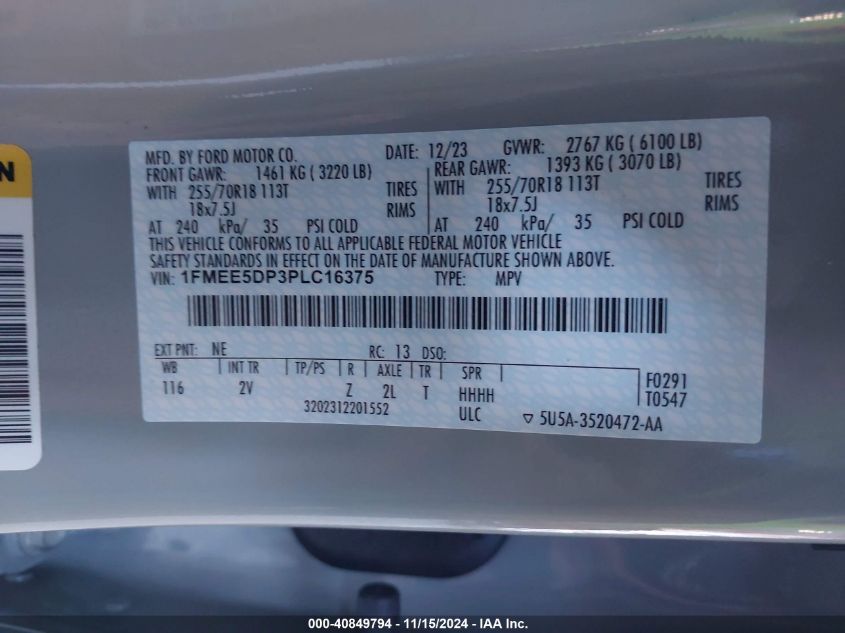 N
MFD. BY FORD MOTOR CO. DATE: 12/23 GVWR: 2767 KG ( 6100 LB)
FRONT GAWR: 1461 KG ( 3220 LB) REAR GAWR: 1393 KG ( 3070 LB)
WITH 255/70R18 113T TIRES WITH 255/70R18 113T TIRES
18x7.5J RIMS 18x7.5J RIMS
AT 240 kPa/ 35 PSI COLD AT 240 kPa/ 35 PSI COLD
THIS VEHICLE CONFORMS TO ALL APPLICABLE FEDERAL MOTOR VEHICLE
SAFETY STANDARDS IN EFFECT ON THE DATE OF MANUFACTURE SHOWN ABOVE.
VIN: 1FMEE5DP3PLC16375 TYPE: MPV
EXT PNT: NE RC: 13 DSO:
WB INT TR TP/PS R AXLE TR SPR F0291
116 2V Z 2L T HHHH T0547
3202312201552 ULC ▽ 5U5A-3520472-AA
000-40849794 - 11/15/2024 - IAA Inc.